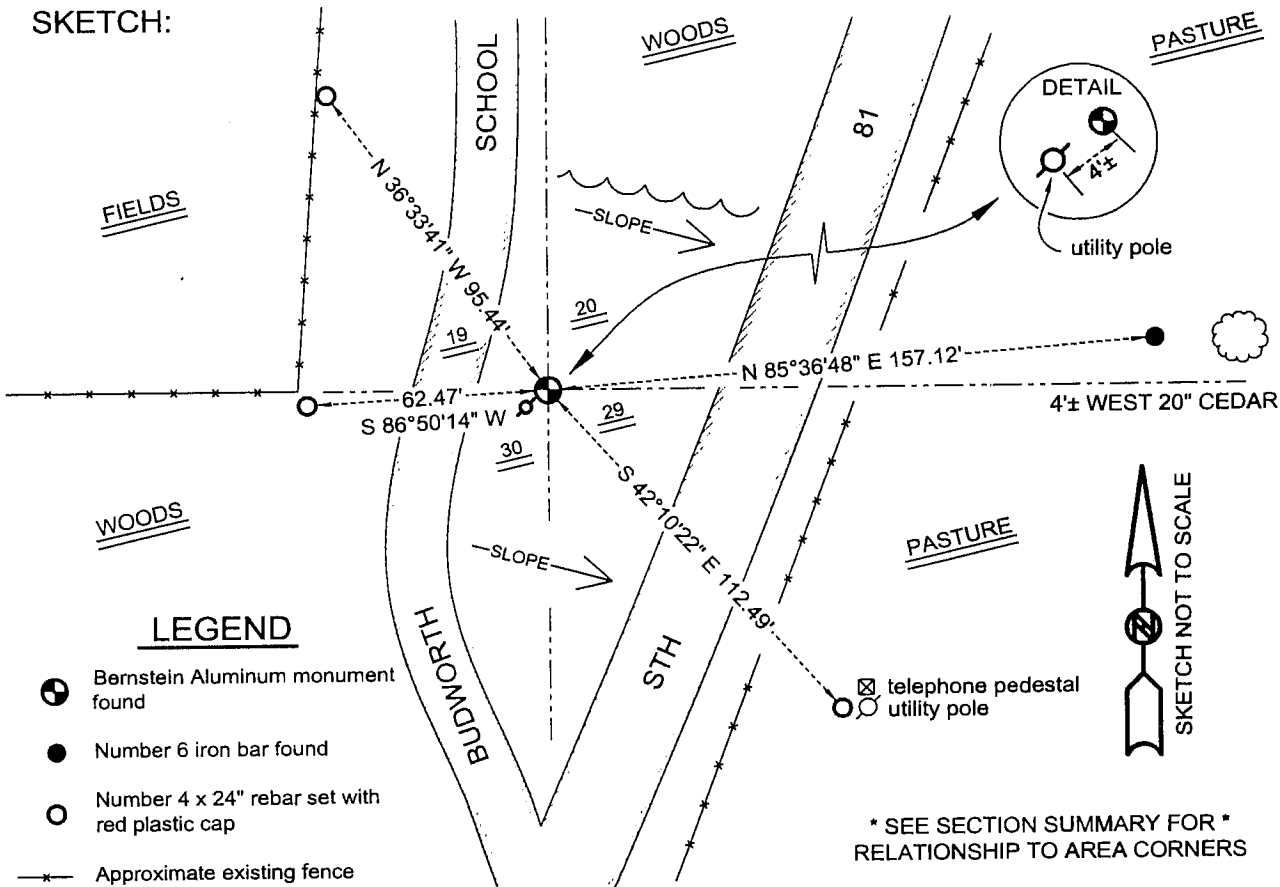 SKETCH:
WOODS
PASTURE
SCHOOL
81
DETAIL
4'±
utility pole
N 36°33'41" W 95.44'
FIELDS
SLOPE
19
20
N 85°36'48" E 157.12'
62.47'
S 86°50'14" W
29
30
4'± WEST 20" CEDAR
S 42°10'22" E 112.49'
WOODS
SLOPE
PASTURE
BUDWORTH
STH
telephone pedestal
utility pole
N
SKETCH NOT TO SCALE
LEGEND
Bernstein Aluminum monument
found
Number 6 iron bar found
Number 4 x 24" rebar set with
red plastic cap
Approximate existing fence
* SEE SECTION SUMMARY FOR *
RELATIONSHIP TO AREA CORNERS